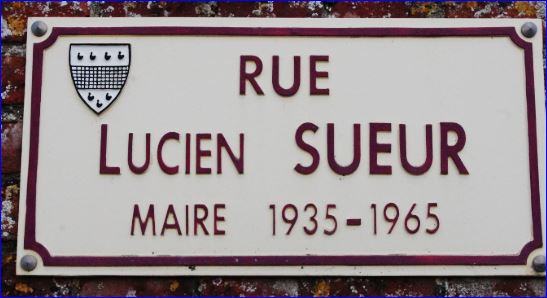 RUE
LUCIEN SUEUR
MAIRE 1935-1965